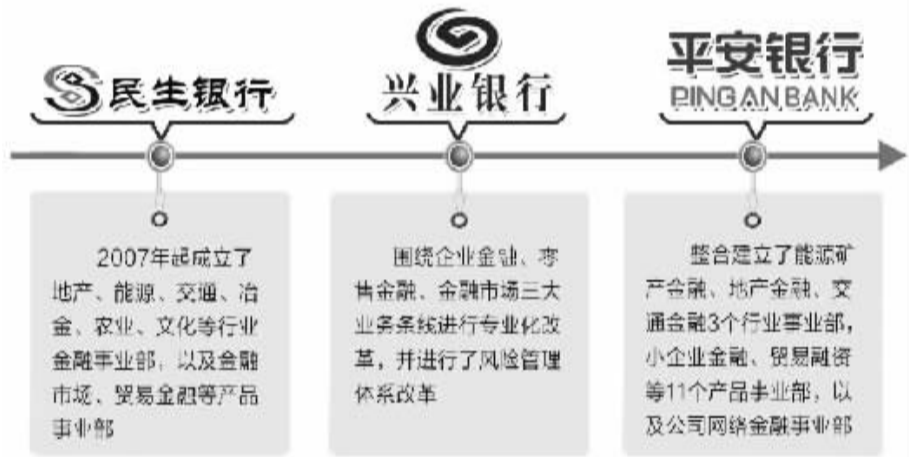 民生银行
兴业银行
平安银行
PINGAN BANK
2007年起成立了
地产、能源、交通、冶
金、农业、文化等行业
金融事业部，以及金融
市场、贸易金融等产品
事业部
围绕企业金融、零
售金融、金融市场三大
业务条线进行专业化改
革，并进行了风险管理
体系改革
整合建立了能源矿
产金融、地产金融、交
通金融3个行业事业部，
小企业金融、贸易融资
等11个产品事业部，以
及公司网络金融事业部